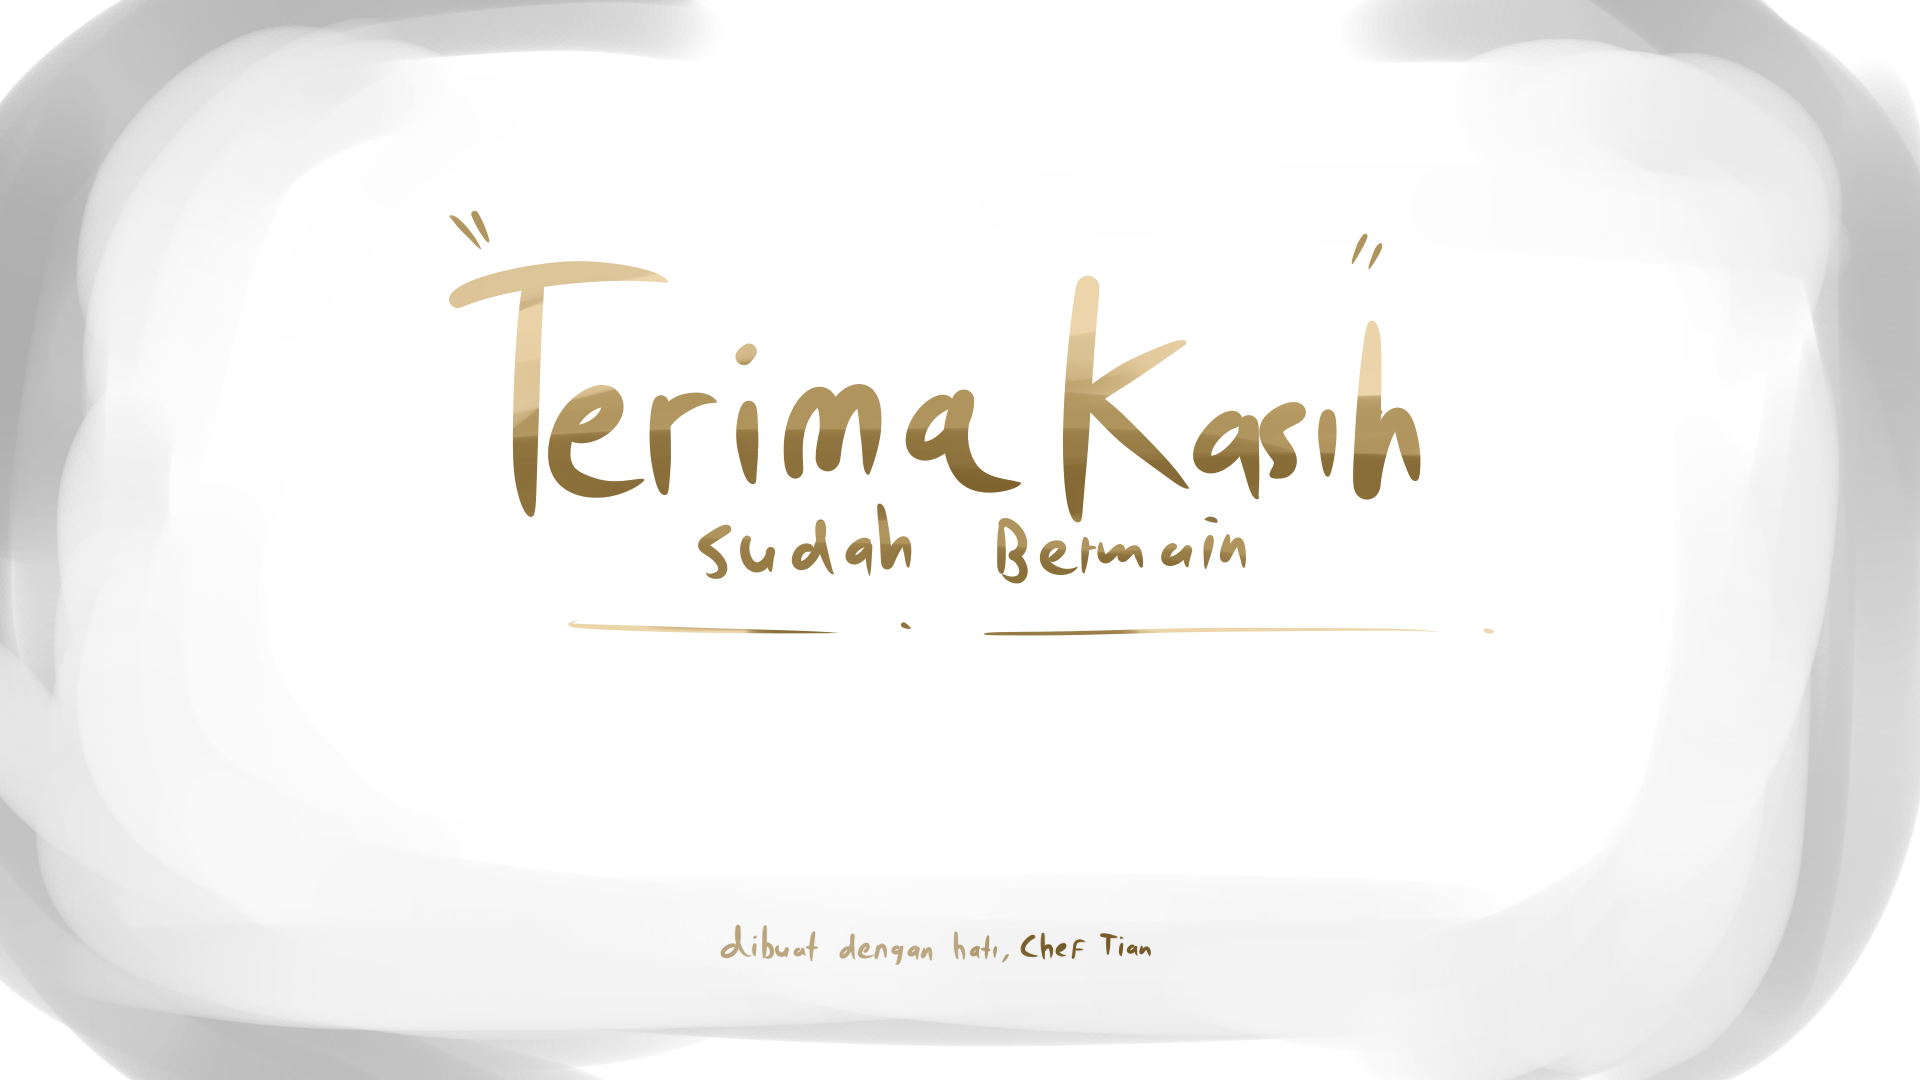 "Terima Kasih"
sudah Bermain
dibuat dengan hati, Chef Tian